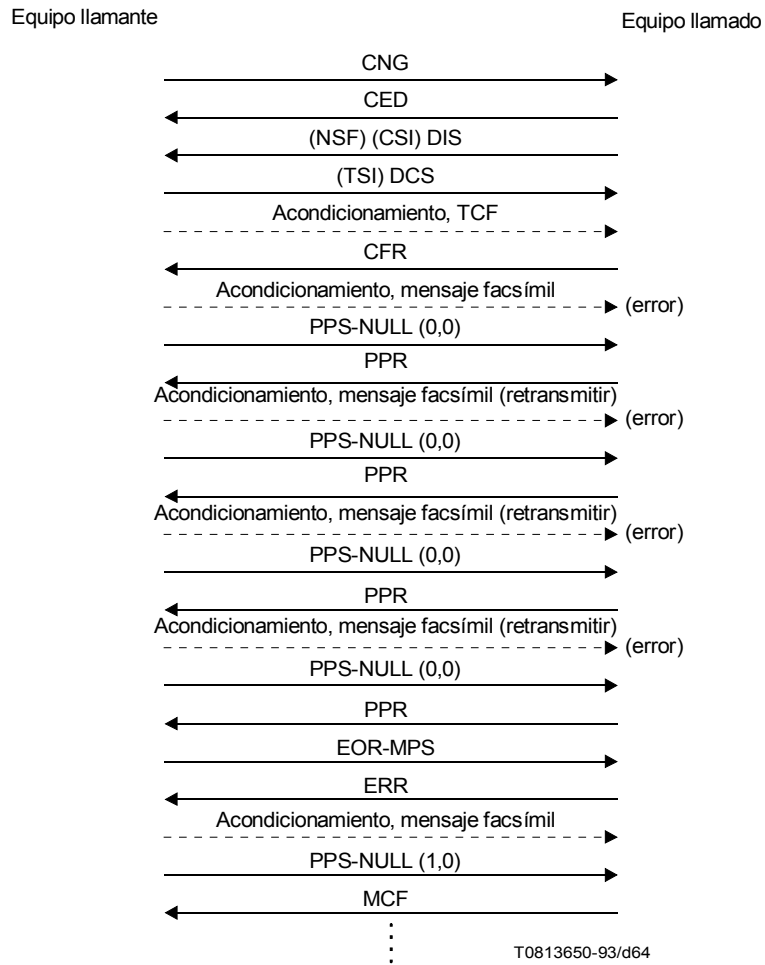 Equipo llamante
Equipo llamado
CNG
CED
(NSF) (CSI) DIS
(TSI) DCS
Acondicionamiento, TCF
CFR
Acondicionamiento, mensaje facsímil
(error)
PPS-NULL (0,0)
PPR
Acondicionamiento, mensaje facsímil (retransmitir)
(error)
PPS-NULL (0,0)
PPR
Acondicionamiento, mensaje facsímil (retransmitir)
(error)
PPS-NULL (0,0)
PPR
Acondicionamiento, mensaje facsímil (retransmitir)
(error)
PPS-NULL (0,0)
PPR
EOR-MPS
ERR
Acondicionamiento, mensaje facsímil
PPS-NULL (1,0)
MCF
T0813650-93/d64